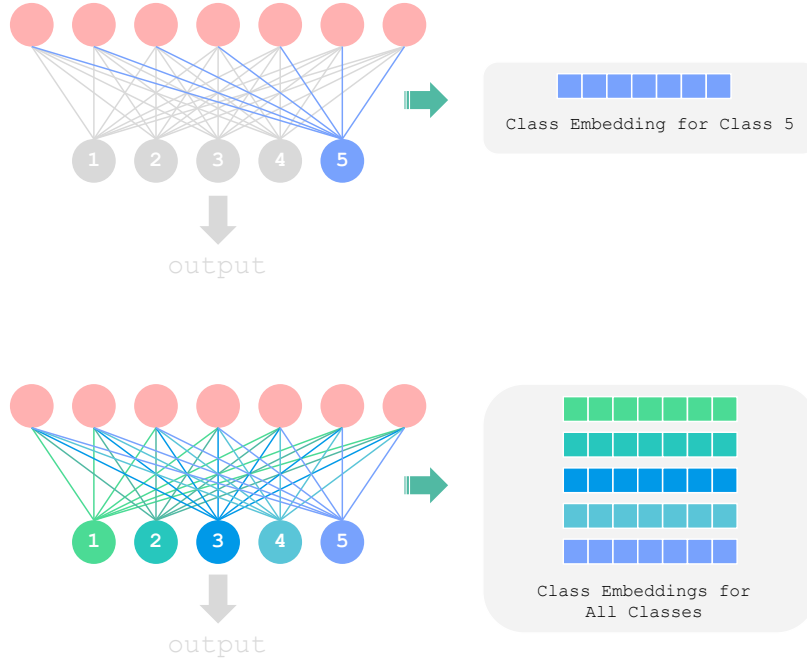 1 2 3 4 5
Class Embedding for Class 5
output
1 2 3 4 5
Class Embeddings for
All Classes
output